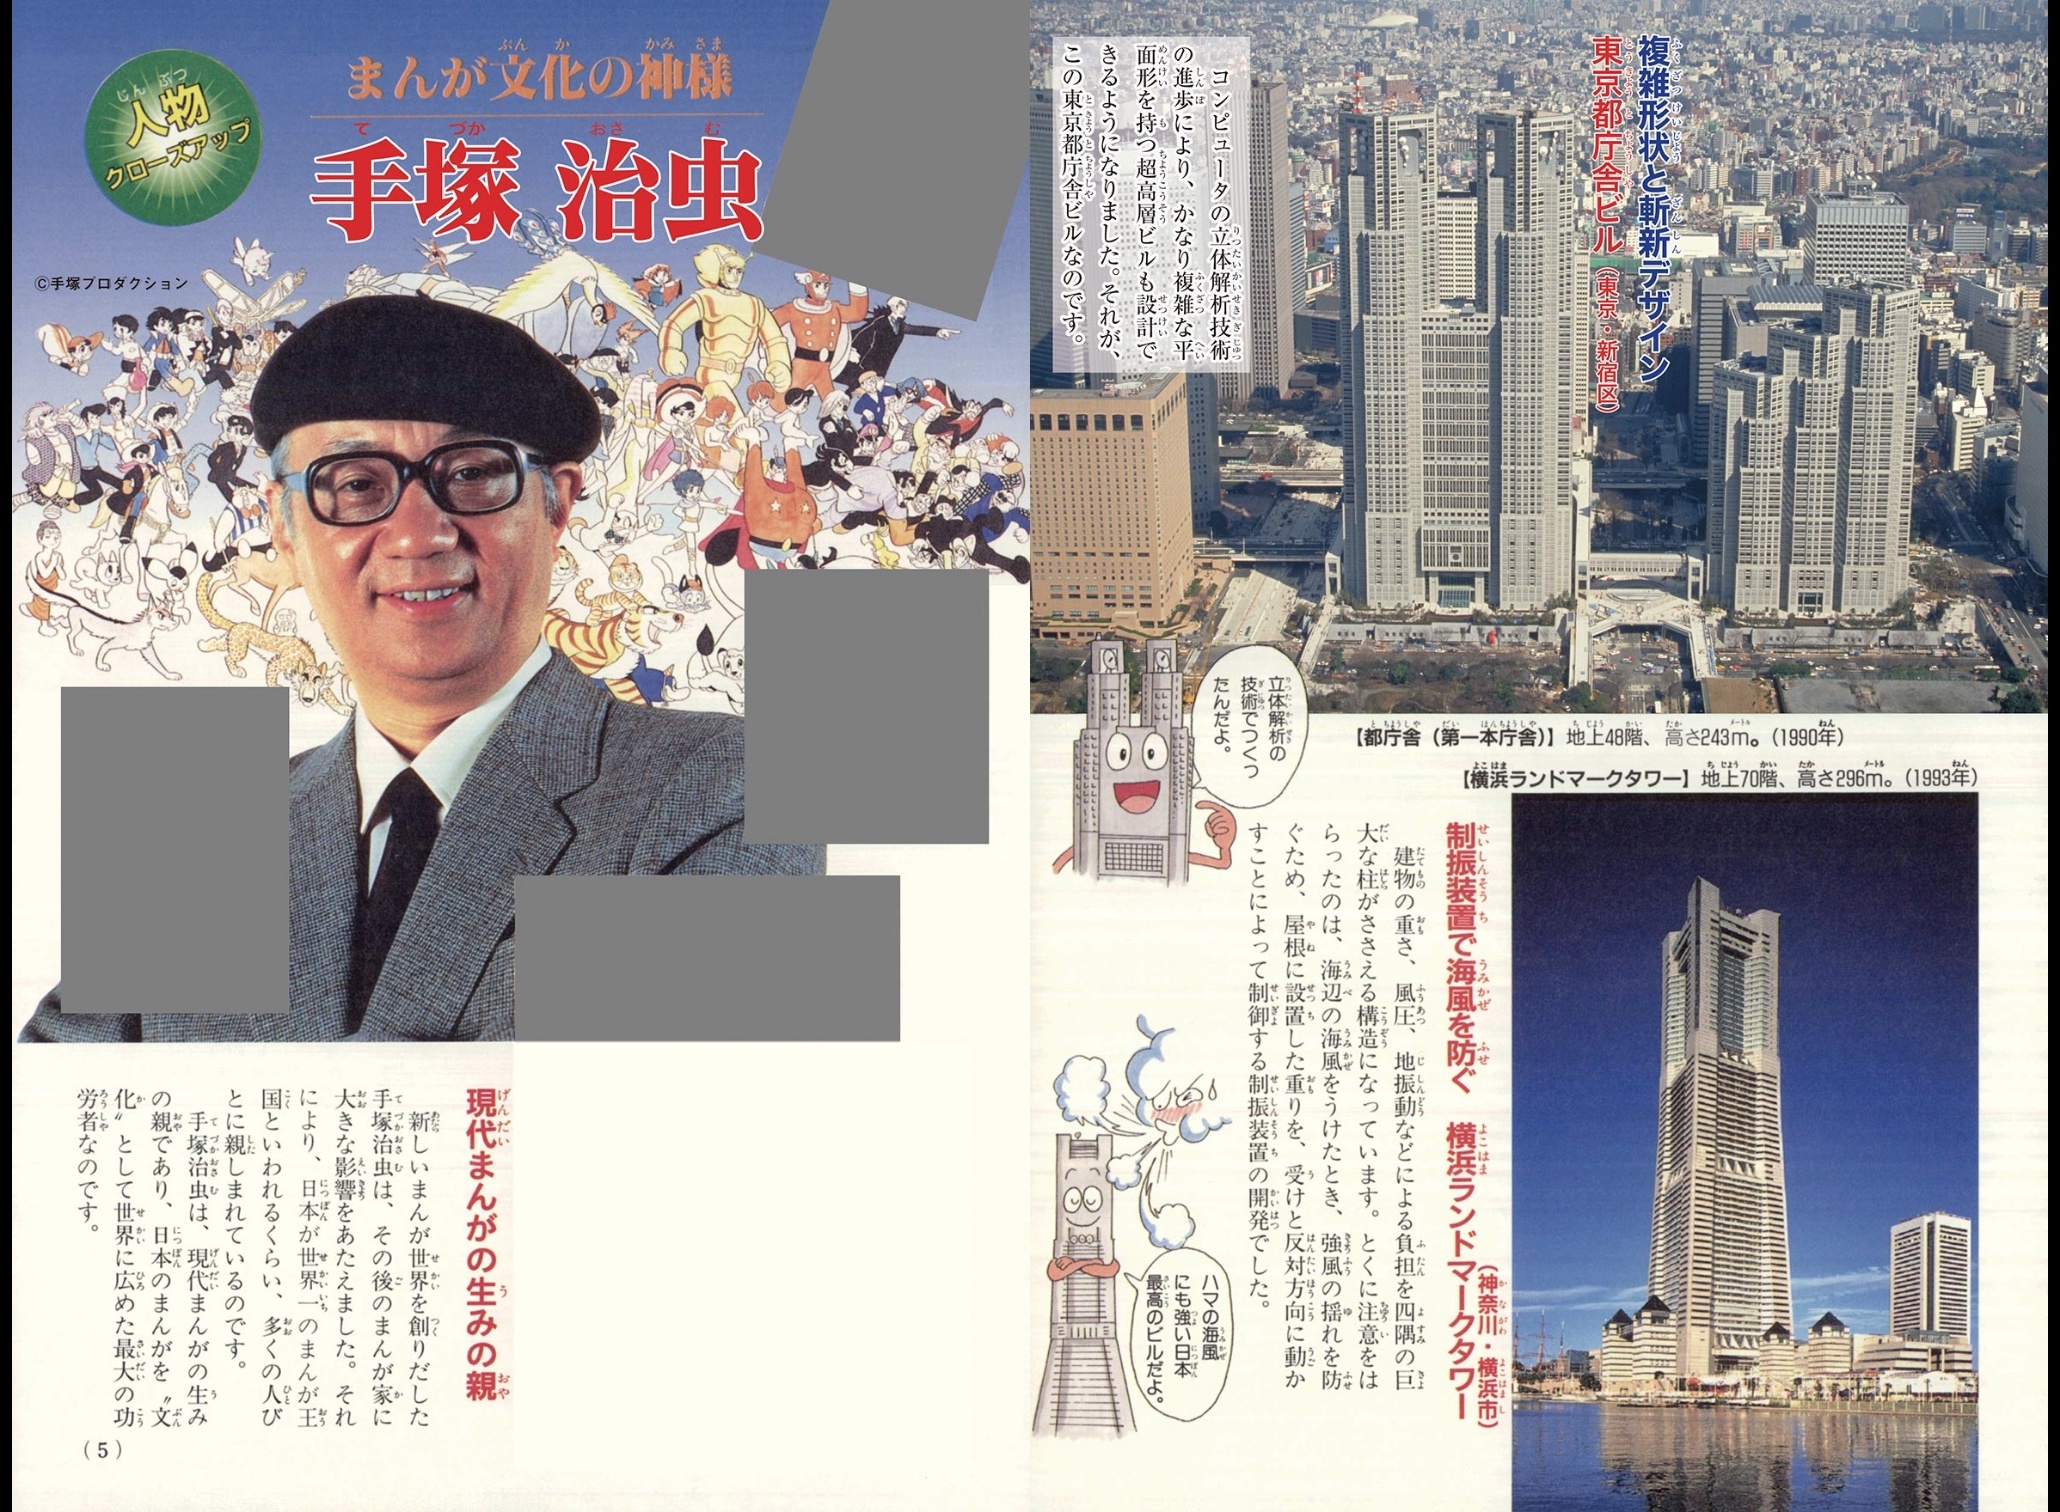 複雑形状と斬新デザイン
東京都庁舎ビル（東京・新宿区）
コンピュータの立体解析技術
の進歩により、かなり複雑な平
面形を持つ超高層ビルも設計で
きるようになりました。それが、
この東京都庁舎ビルなのです。
立体解析の
技術でつくっ
たんだよ。
【都庁舎（第一本庁舎）】地上48階、高さ243m。（1990年）
【横浜ランドマークタワー】地上70階、高さ296m。（1993年）
制振装置で海風を防ぐ 横浜ランドマークタワー
（神奈川・横浜市）
建物の重さ、風圧、地振動などによる負担を四隅の巨
大な柱がささえる構造になっています。とくに注意をは
らったのは、海辺の海風をうけたとき、強風の揺れを防
ぐため、屋根に設置した重りを、受けと反対方向に動か
すことによって制御する制振装置の開発でした。
ハマの海風
にも強い日本
最高のビルだよ。
人物
クローズアップ
まんが文化の神様
手塚 治虫
©手塚プロダクション
現代まんがの生みの親
新しいまんが世界を創りだした
手塚治虫は、その後のまんが家に
大きな影響をあたえました。それ
により、日本が世界一のまんが王
国といわれるくらい、多くの人び
とに親しまれているのです。
手塚治虫は、現代まんがの生み
の親であり、日本のまんがを〝文
化〟として世界に広めた最大の功
労者なのです。
（5）